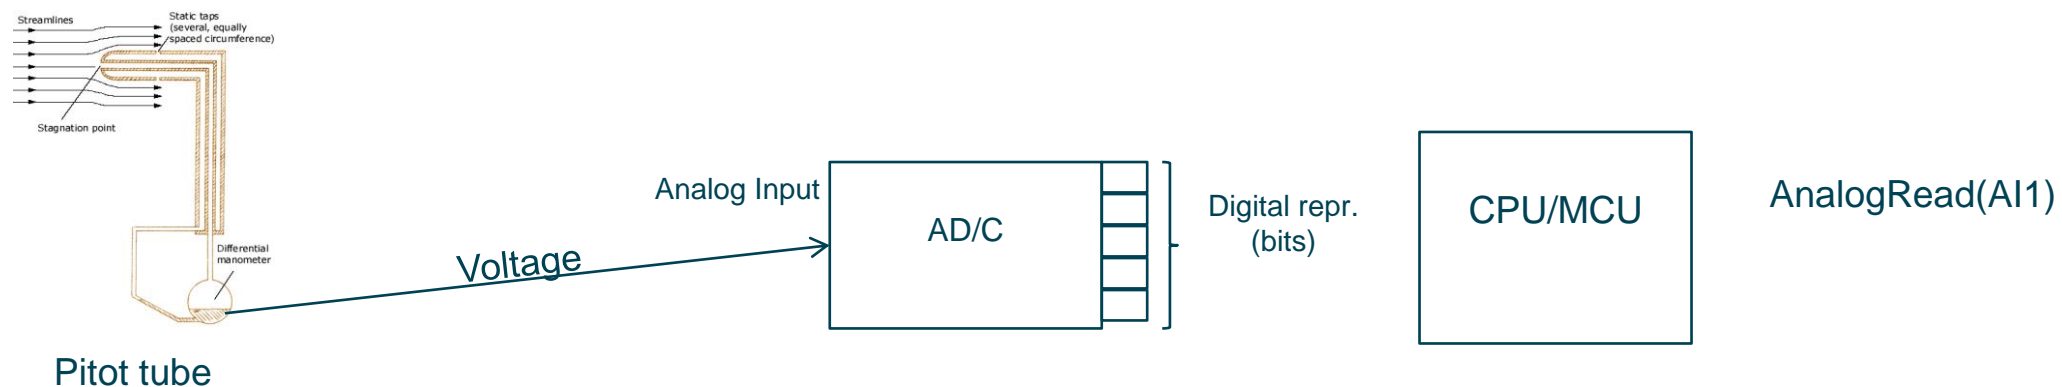 Streamlines
Static taps
(several, equally
spaced circumference)
Stagnation point
Differential
manometer
Pitot tube
Voltage
Analog Input
AD/C
Digital repr.
(bits)
CPU/MCU
AnalogRead(AI1)